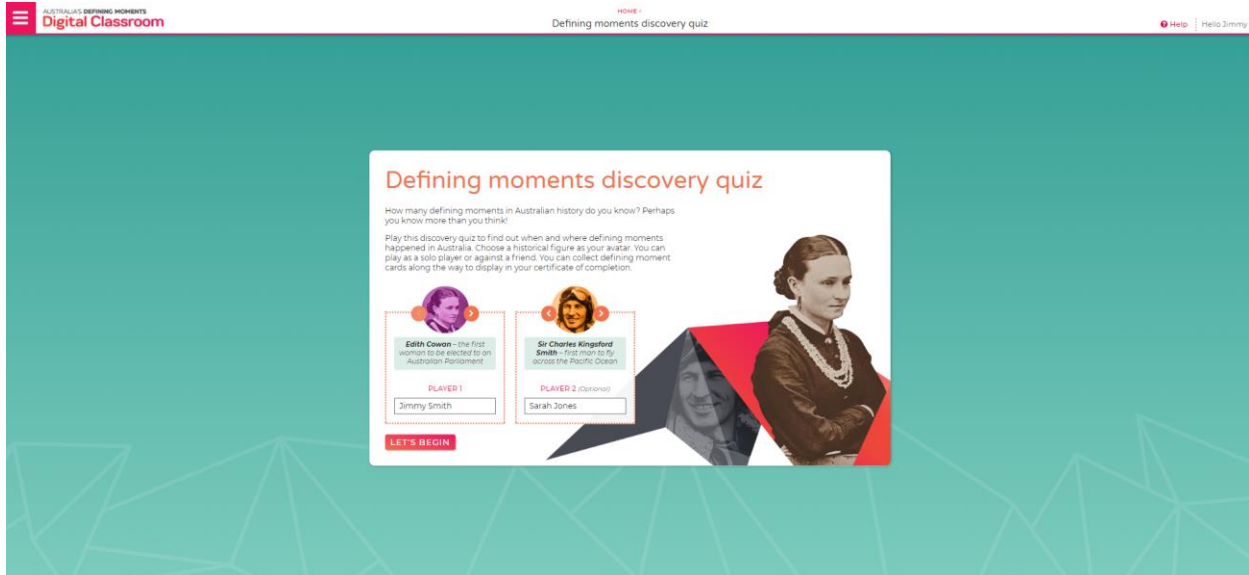 AUSTRALIA'S DEFINING MOMENTS
Digital Classroom
HOME ›
Defining moments discovery quiz
Help
Hello Jimmy
Defining moments discovery quiz
How many defining moments in Australian history do you know? Perhaps
you know more than you think!
Play this discovery quiz to find out when and where defining moments
happened in Australia. Choose a historical figure as your avatar. You can
play as a solo player or against a friend. You can collect defining moment
cards along the way to display in your certificate of completion.
Edith Cowan – the first
woman to be elected to an
Australian Parliament
PLAYER 1
Jimmy Smith
Sir Charles Kingsford
Smith – first man to fly
across the Pacific Ocean
PLAYER 2 (Optional)
Sarah Jones
LET'S BEGIN